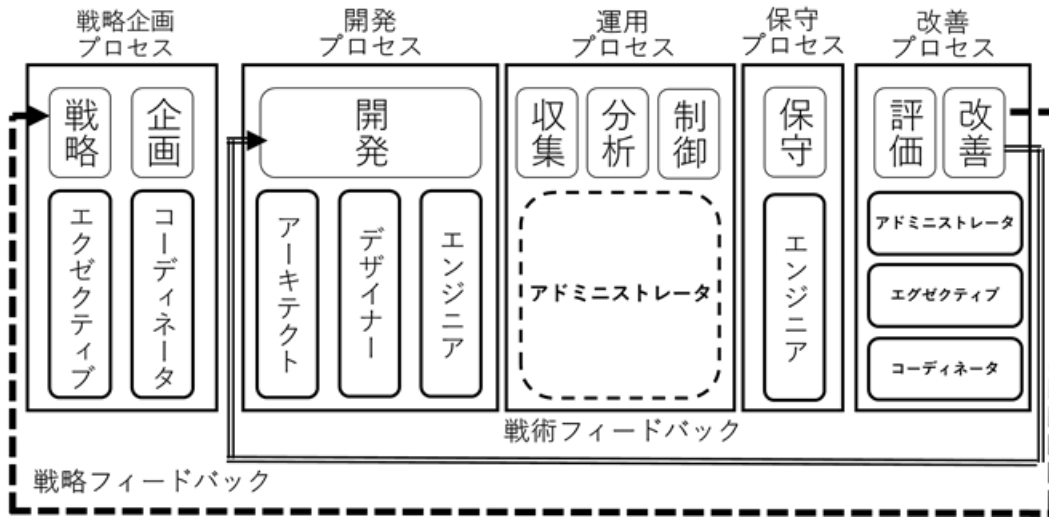 戦略企画
プロセス
開発
プロセス
運用
プロセス
保守
プロセス
改善
プロセス
戦略
企画
開発
収集
分析
制御
保守
評価
改善
エクゼクティブ
コーディネータ
アーキテクト
デザイナー
エンジニア
アドミニストレータ
エンジニア
アドミニストレータ
エグゼクティブ
コーディネータ
戦術フィードバック
戦略フィードバック